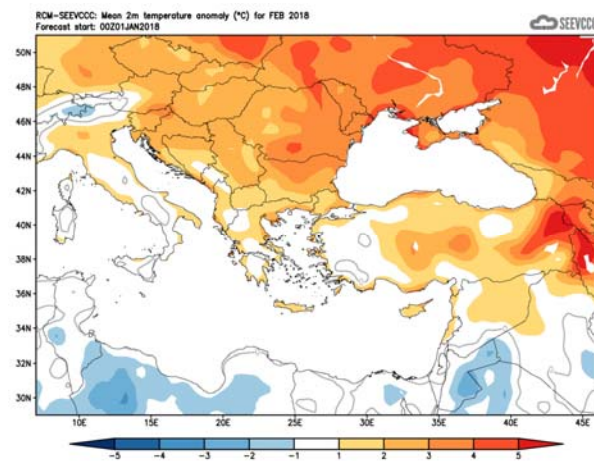 RCM-SEEVCCC: Mean 2m temperature anomaly (°C) for FEB 2018
Forecast start: 00Z01JAN2018
SEEVCCC
50N
48N
46N
44N
42N
40N
38N
36N
34N
32N
30N
10E 15E 20E 25E 30E 35E 40E 45E
-5 -4 -3 -2 -1 1 2 3 4 5